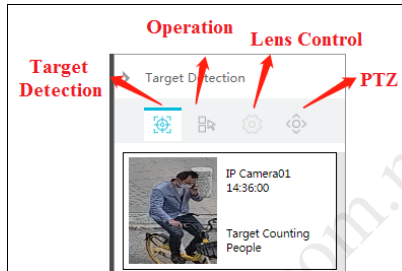 Operation
Lens Control
Target
Detection
PTZ
Target Detection
IP Camera01
14:36:00
Target Counting
People